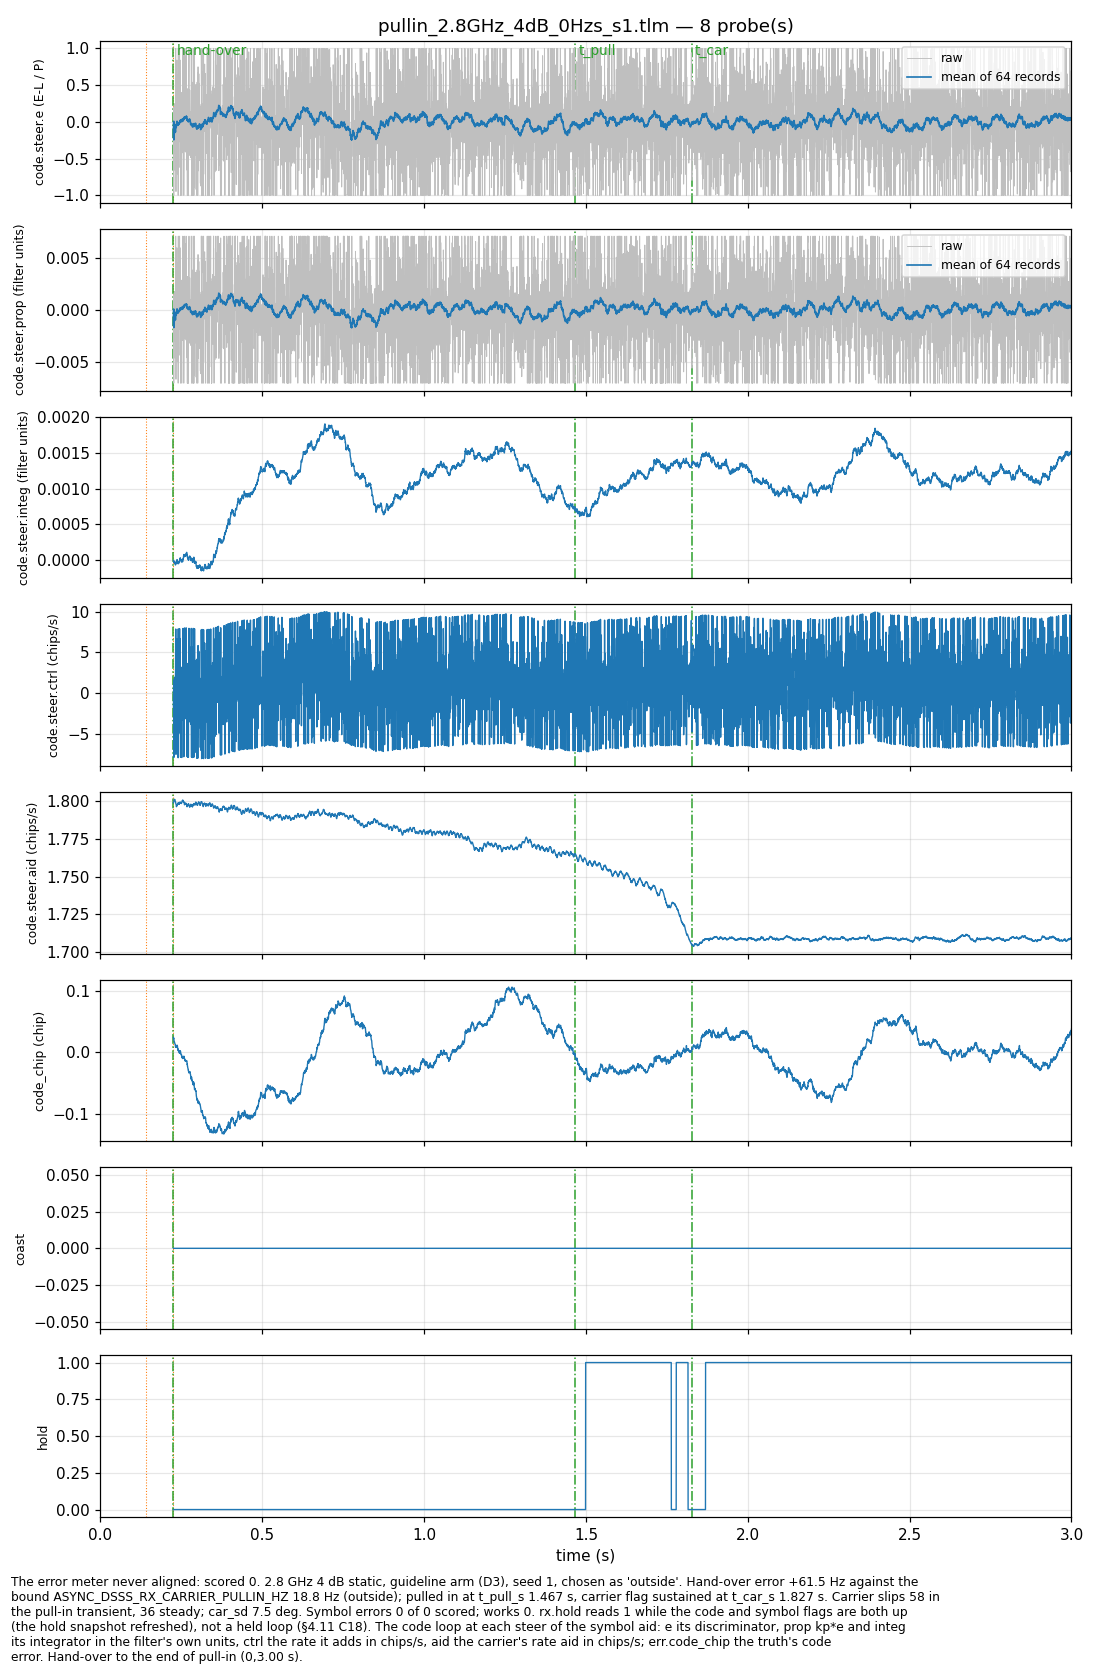 pullin_2.8GHz_4dB_0Hzs_s1.tlm — 8 probe(s)
code.steer.e (E-L / P)
1.0
0.5
0.0
−0.5
−1.0
hand-over
t_pull
t_car
raw
mean of 64 records
code.steer.prop (filter units)
0.005
0.000
−0.005
raw
mean of 64 records
code.steer.integ (filter units)
0.0020
0.0015
0.0010
0.0005
0.0000
code.steer.ctrl (chips/s)
10
5
0
−5
code.steer.aid (chips/s)
1.800
1.775
1.750
1.725
1.700
code_chip (chip)
0.1
0.0
−0.1
coast
0.050
0.025
0.000
−0.025
−0.050
hold
1.00
0.75
0.50
0.25
0.00
0.0 0.5 1.0 1.5 2.0 2.5 3.0
time (s)
The error meter never aligned: scored 0. 2.8 GHz 4 dB static, guideline arm (D3), seed 1, chosen as 'outside'. Hand-over error +61.5 Hz against the
bound ASYNC_DSSS_RX_CARRIER_PULLIN_HZ 18.8 Hz (outside); pulled in at t_pull_s 1.467 s, carrier flag sustained at t_car_s 1.827 s. Carrier slips 58 in
the pull-in transient, 36 steady; car_sd 7.5 deg. Symbol errors 0 of 0 scored; works 0. rx.hold reads 1 while the code and symbol flags are both up
(the hold snapshot refreshed), not a held loop (§4.11 C18). The code loop at each steer of the symbol aid: e its discriminator, prop kp*e and integ
its integrator in the filter's own units, ctrl the rate it adds in chips/s, aid the carrier's rate aid in chips/s; err.code_chip the truth's code
error. Hand-over to the end of pull-in (0,3.00 s).